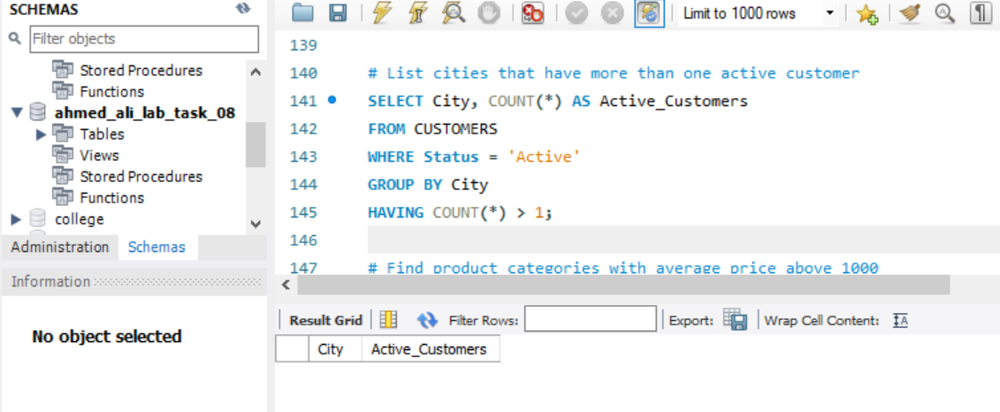 SCHEMAS
Filter objects
Stored Procedures
Functions
ahmed_ali_lab_task_08
Tables
Views
Stored Procedures
Functions
college
Administration Schemas
Information
No object selected
Limit to 1000 rows
139
140 # List cities that have more than one active customer
141 SELECT City, COUNT(*) AS Active_Customers
142 FROM CUSTOMERS
143 WHERE Status = 'Active'
144 GROUP BY City
145 HAVING COUNT(*) > 1;
146
147 # Find product categories with average price above 1000
Result Grid Filter Rows: Export: Wrap Cell Content:
City Active_Customers